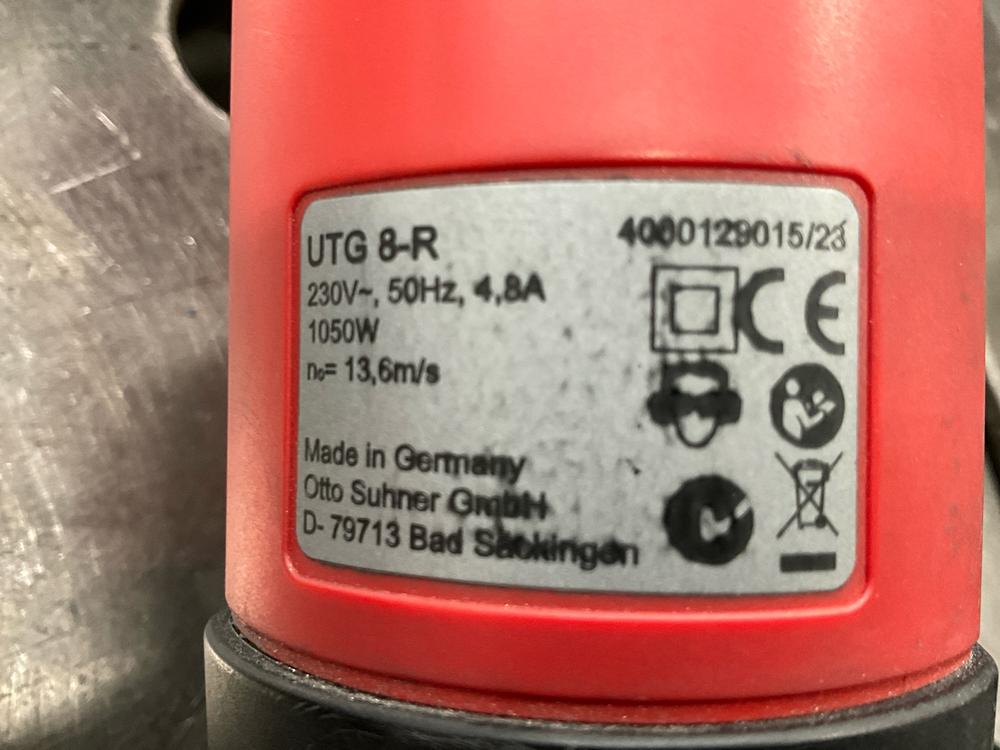 UTG 8-R
4000129015/23
230V~, 50Hz, 4,8A
1050W
n₀= 13,6m/s
CE
Made in Germany
Otto Suhner GmbH
D- 79713 Bad Säckingen